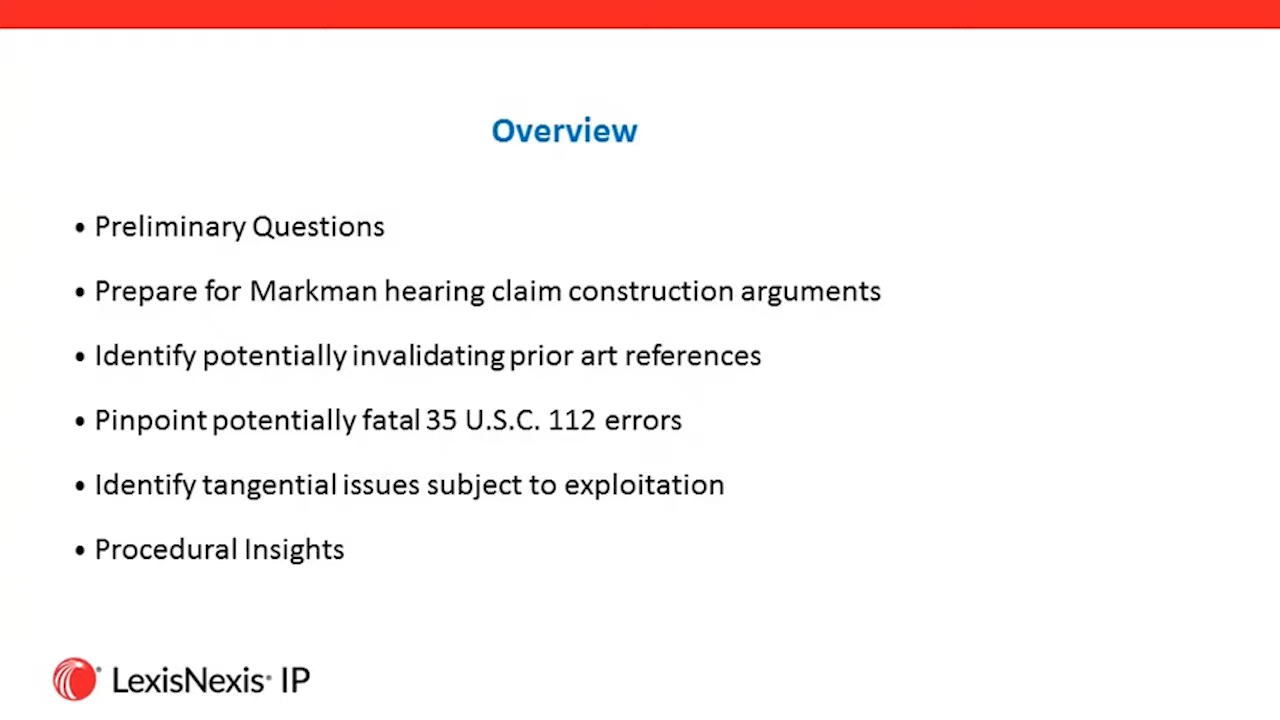 Overview
• Preliminary Questions
• Prepare for Markman hearing claim construction arguments
• Identify potentially invalidating prior art references
• Pinpoint potentially fatal 35 U.S.C. 112 errors
• Identify tangential issues subject to exploitation
• Procedural Insights
LexisNexis® IP